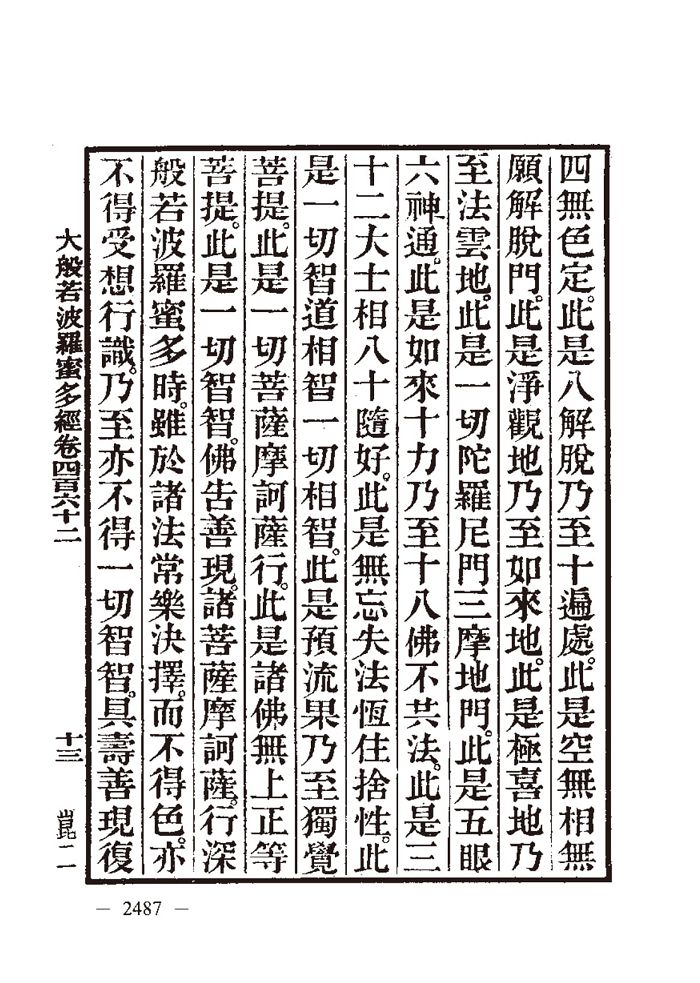 四無色定。此是八解脫乃至十遍處。此是空無相無
願解脫門。此是淨觀地乃至如來地。此是極喜地乃
至法雲地。此是一切陀羅尼門三摩地門。此是五眼
六神通。此是如來十力乃至十八佛不共法。此是三
十二大士相八十隨好。此是無忘失法恆住捨性。此
是一切智道相智一切相智。此是預流果乃至獨覺
菩提。此是一切菩薩摩訶薩行。此是諸佛無上正等
菩提。此是一切智智。佛告善現。諸菩薩摩訶薩。行深
般若波羅蜜多時。雖於諸法常樂決擇。而不得色。亦
不得受想行識。乃至亦不得一切智智。具壽善現復
大般若波羅蜜多經卷四百六十二 十三 崑二
— 2487 —